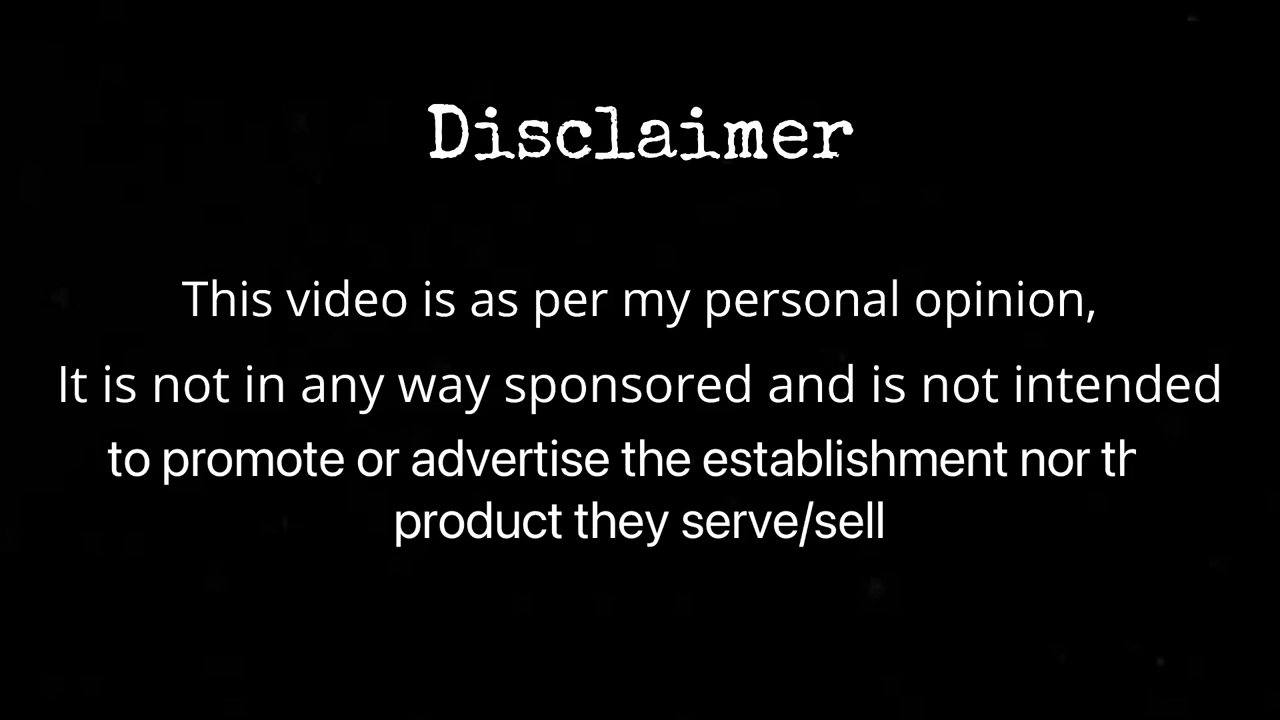 Disclaimer
This video is as per my personal opinion,
It is not in any way sponsored and is not intended
to promote or advertise the establishment nor th
product they serve/sell